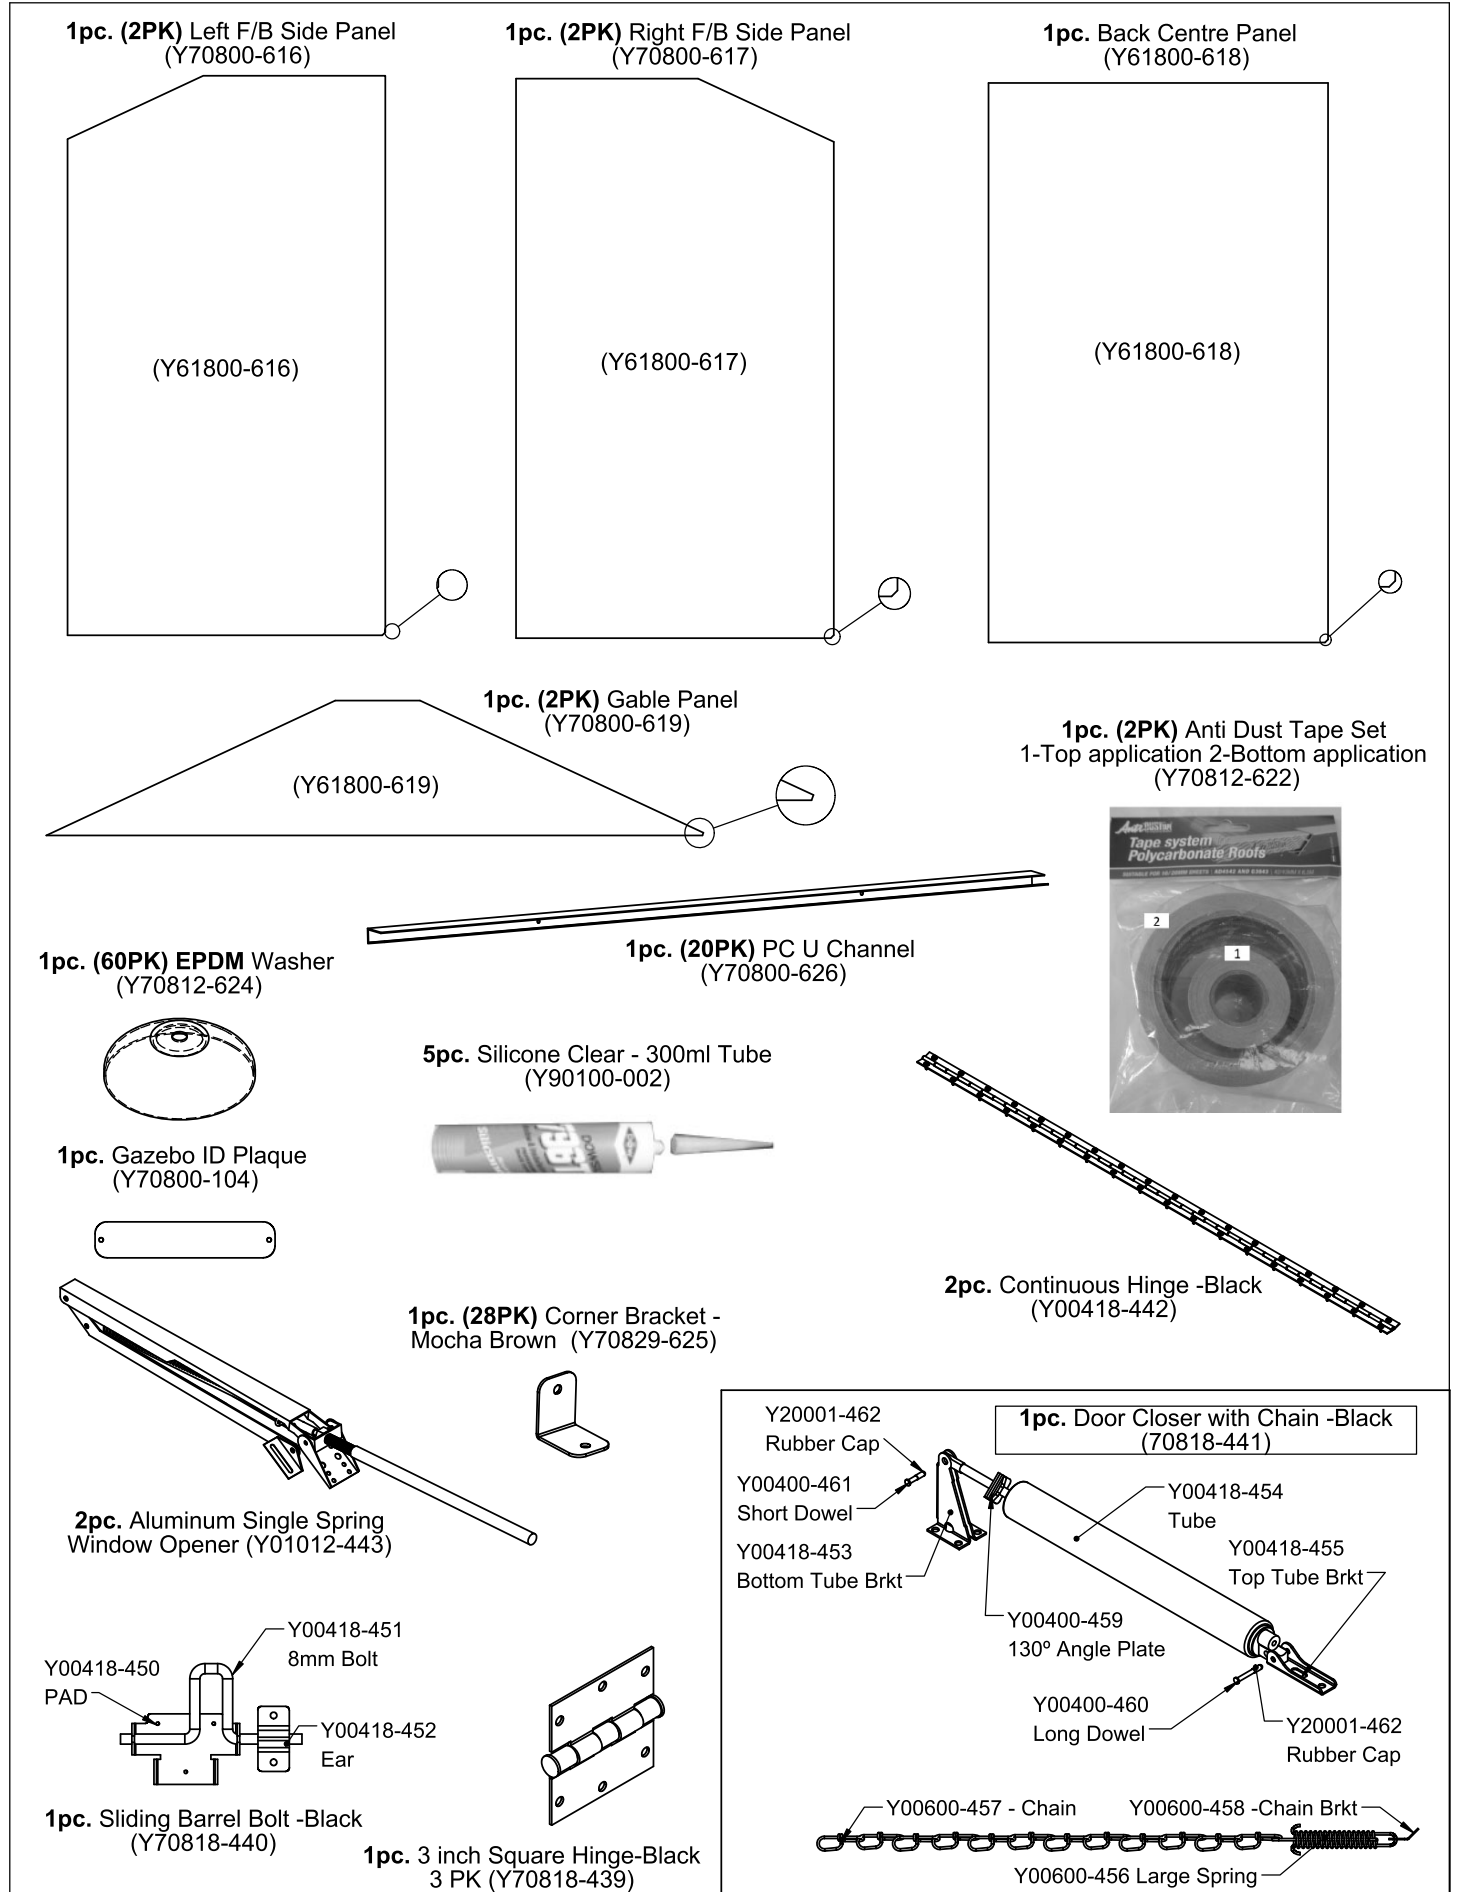 1pc. (2PK) Left F/B Side Panel
(Y70800-616)
1pc. (2PK) Right F/B Side Panel
(Y70800-617)
1pc. Back Centre Panel
(Y61800-618)
(Y61800-616)
(Y61800-617)
(Y61800-618)
1pc. (2PK) Gable Panel
(Y70800-619)
(Y61800-619)
1pc. (2PK) Anti Dust Tape Set
1-Top application 2-Bottom application
(Y70812-622)
Tape system
Polycarbonate Roofs
2
1
1pc. (20PK) PC U Channel
(Y70800-626)
1pc. (60PK) EPDM Washer
(Y70812-624)
5pc. Silicone Clear - 300ml Tube
(Y90100-002)
1pc. Gazebo ID Plaque
(Y70800-104)
2pc. Continuous Hinge -Black
(Y00418-442)
1pc. (28PK) Corner Bracket -
Mocha Brown (Y70829-625)
2pc. Aluminum Single Spring
Window Opener (Y01012-443)
1pc. Door Closer with Chain -Black
(70818-441)
Y20001-462
Rubber Cap
Y00400-461
Short Dowel
Y00418-453
Bottom Tube Brkt
Y00418-454
Tube
Y00418-455
Top Tube Brkt
Y00400-459
130º Angle Plate
Y00400-460
Long Dowel
Y20001-462
Rubber Cap
Y00600-457 - Chain
Y00600-458 -Chain Brkt
Y00600-456 Large Spring
Y00418-451
8mm Bolt
Y00418-450
PAD
Y00418-452
Ear
1pc. Sliding Barrel Bolt -Black
(Y70818-440)
1pc. 3 inch Square Hinge-Black
3 PK (Y70818-439)